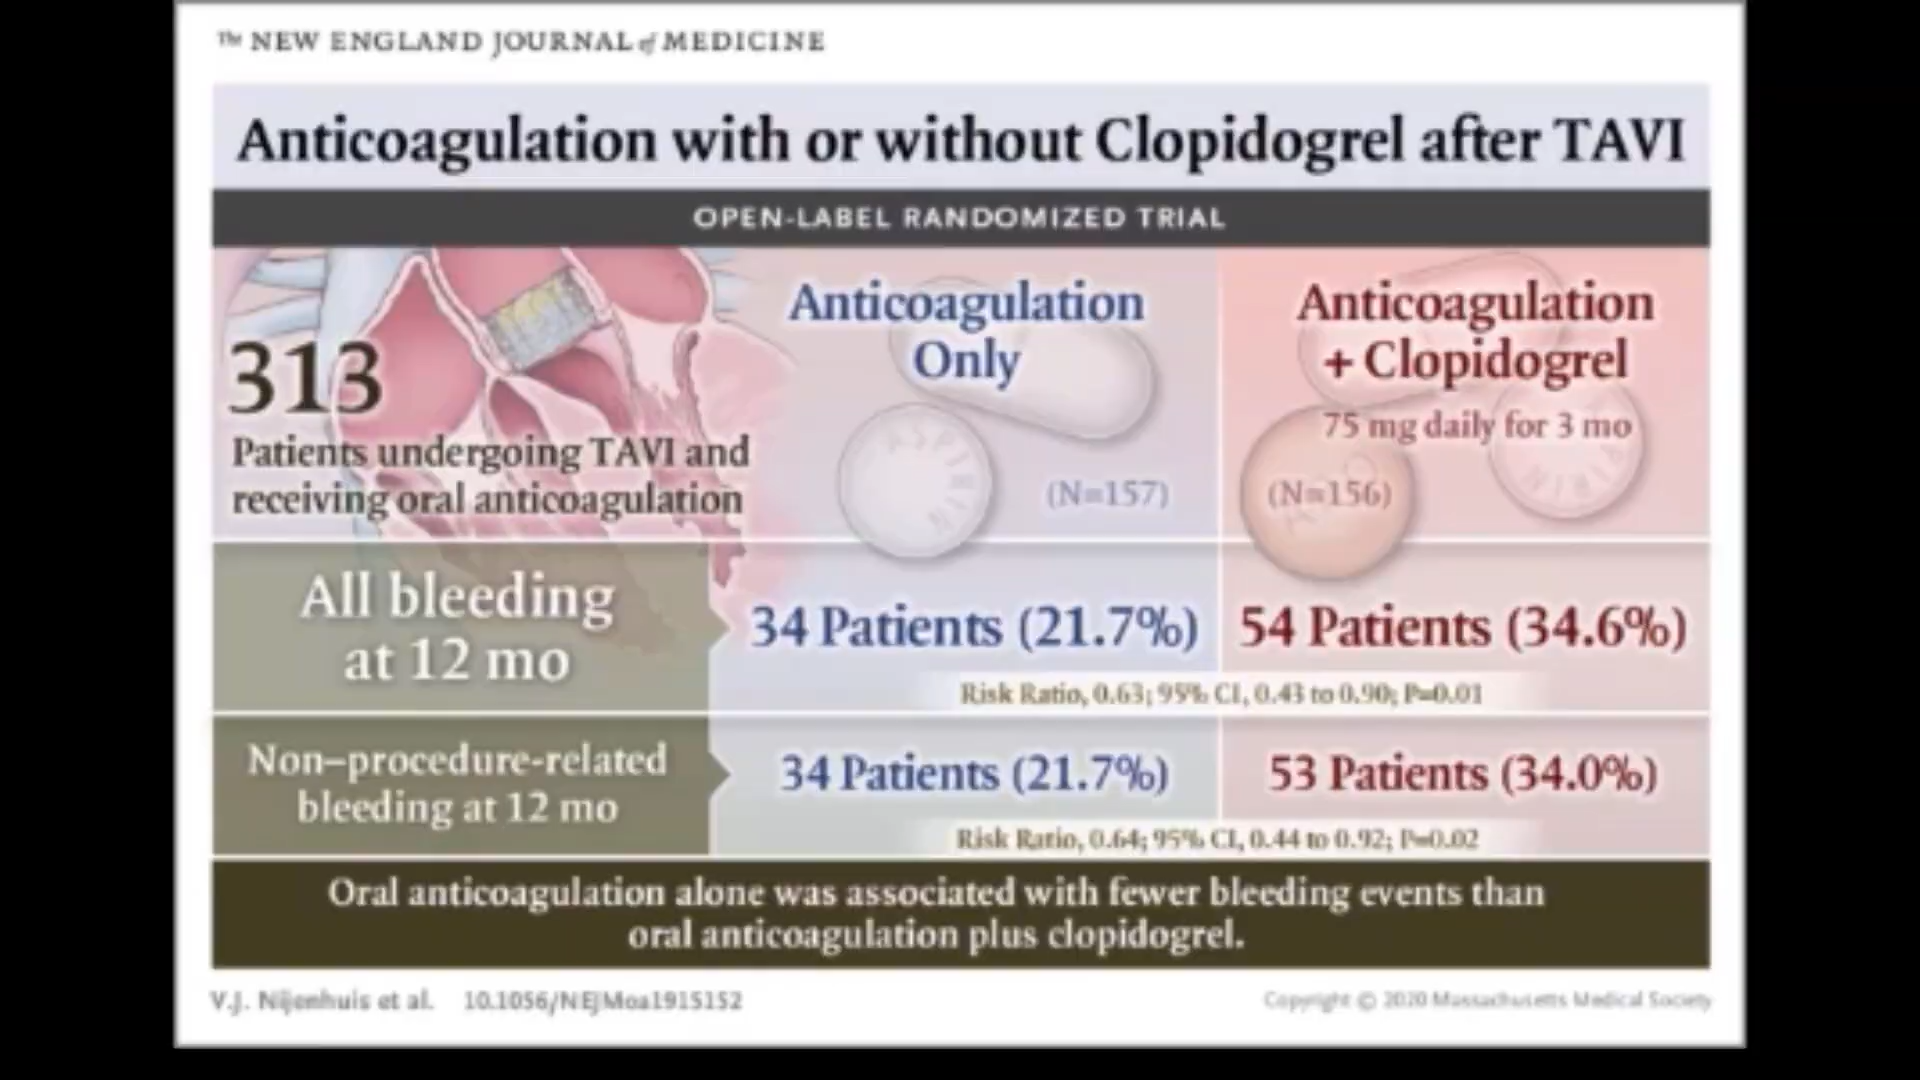 The NEW ENGLAND JOURNAL of MEDICINE
Anticoagulation with or without Clopidogrel after TAVI
OPEN-LABEL RANDOMIZED TRIAL
313
Patients undergoing TAVI and
receiving oral anticoagulation
Anticoagulation
Only
(N=157)
ASPIRIN
Anticoagulation
+ Clopidogrel
75 mg daily for 3 mo
(N=156)
All bleeding
at 12 mo
34 Patients (21.7%)
54 Patients (34.6%)
Risk Ratio, 0.63; 95% CI, 0.43 to 0.90; P=0.01
Non–procedure-related
bleeding at 12 mo
34 Patients (21.7%)
53 Patients (34.0%)
Risk Ratio, 0.64; 95% CI, 0.44 to 0.92; P=0.02
Oral anticoagulation alone was associated with fewer bleeding events than
oral anticoagulation plus clopidogrel.
V.J. Nijenhuis et al. 10.1056/NEJMoa1915152
Copyright © 2020 Massachusetts Medical Society